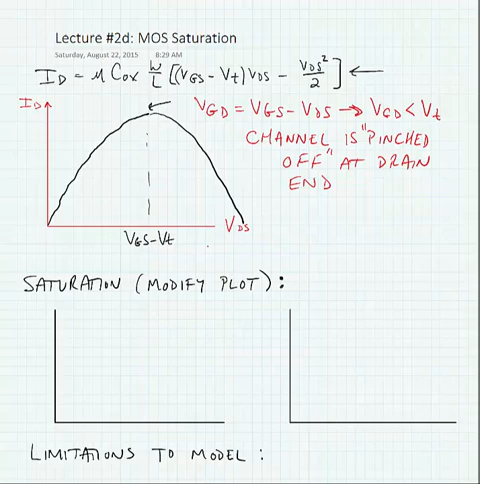 Lecture #2d: MOS Saturation
Saturday, August 22, 2015 8:29 AM
ID = μ Cox W/L [(VGS - Vt) VDS - VDS²/2] ←
ID
VGD = VGS - VDS → VGD < Vt
CHANNEL IS "PINCHED
OFF" AT DRAIN
END
VDS
VGS-Vt
SATURATION (MODIFY PLOT):
LIMITATIONS TO MODEL: